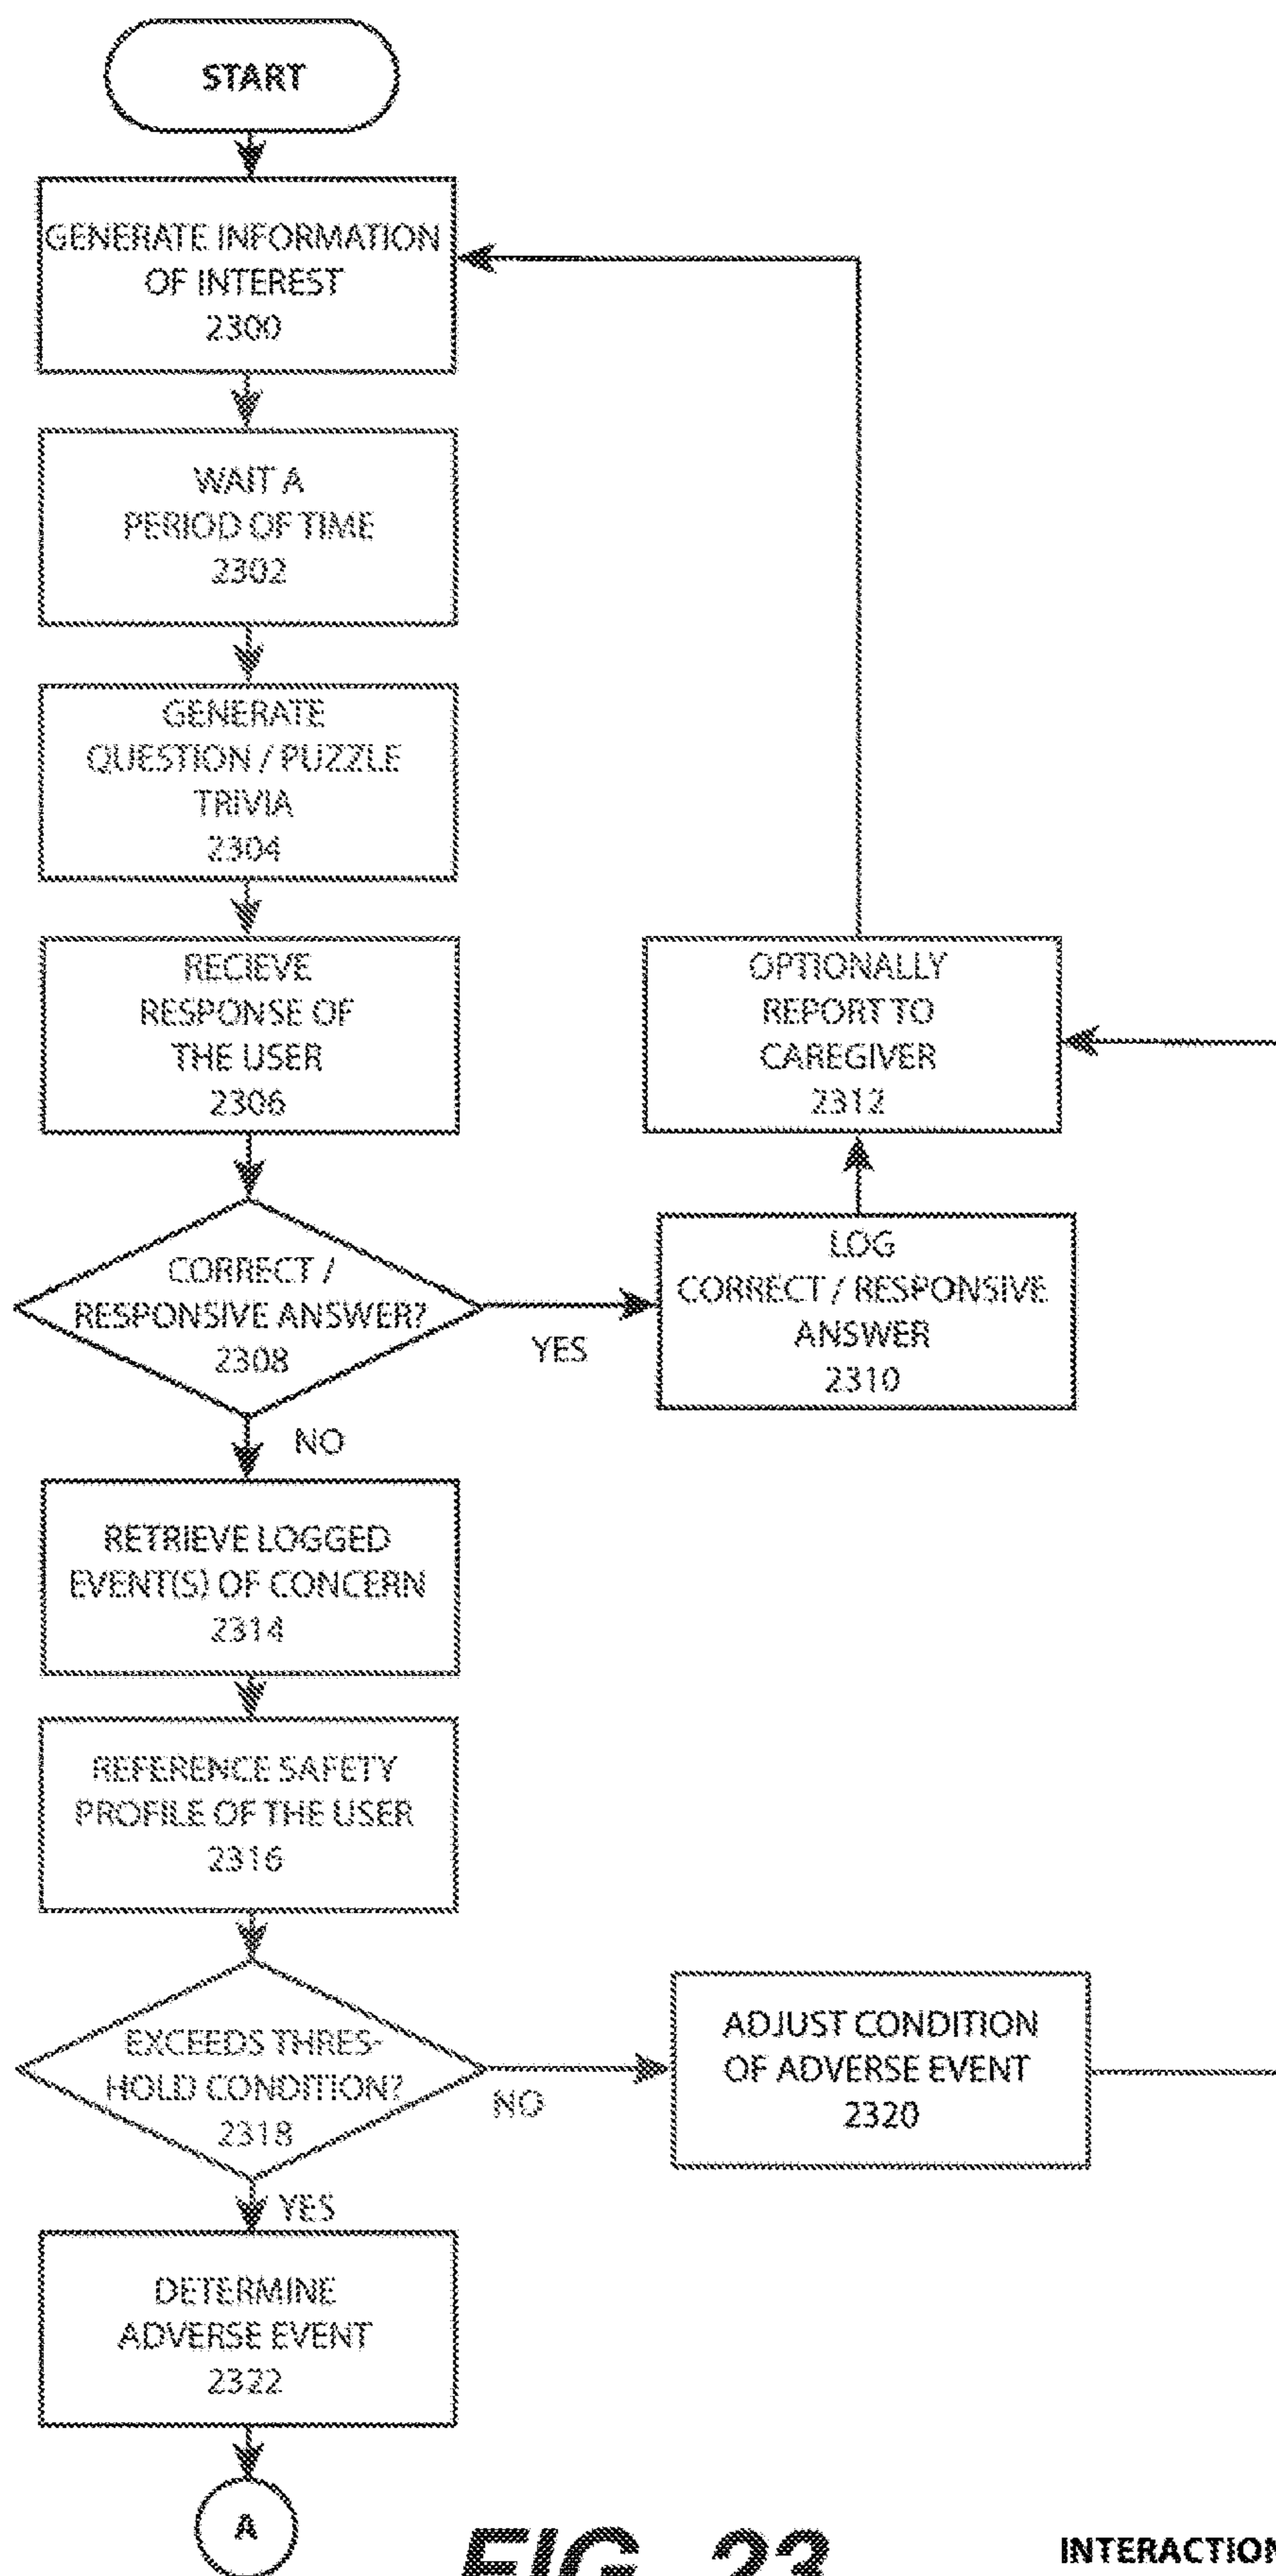 START
GENERATE INFORMATION
OF INTEREST
2300
WAIT A
PERIOD OF TIME
2302
GENERATE
QUESTION / PUZZLE
TRIVIA
2304
RECIEVE
RESPONSE OF
THE USER
2306
OPTIONALLY
REPORT TO
CAREGIVER
2312
CORRECT /
RESPONSIVE ANSWER?
2308
YES
LOG
CORRECT / RESPONSIVE
ANSWER
2310
NO
RETRIEVE LOGGED
EVENT(S) OF CONCERN
2314
REFERENCE SAFETY
PROFILE OF THE USER
2316
EXCEEDS THRES-
HOLD CONDITION?
2318
NO
ADJUST CONDITION
OF ADVERSE EVENT
2320
YES
DETERMINE
ADVERSE EVENT
2322
A
FIG. 23
INTERACTION